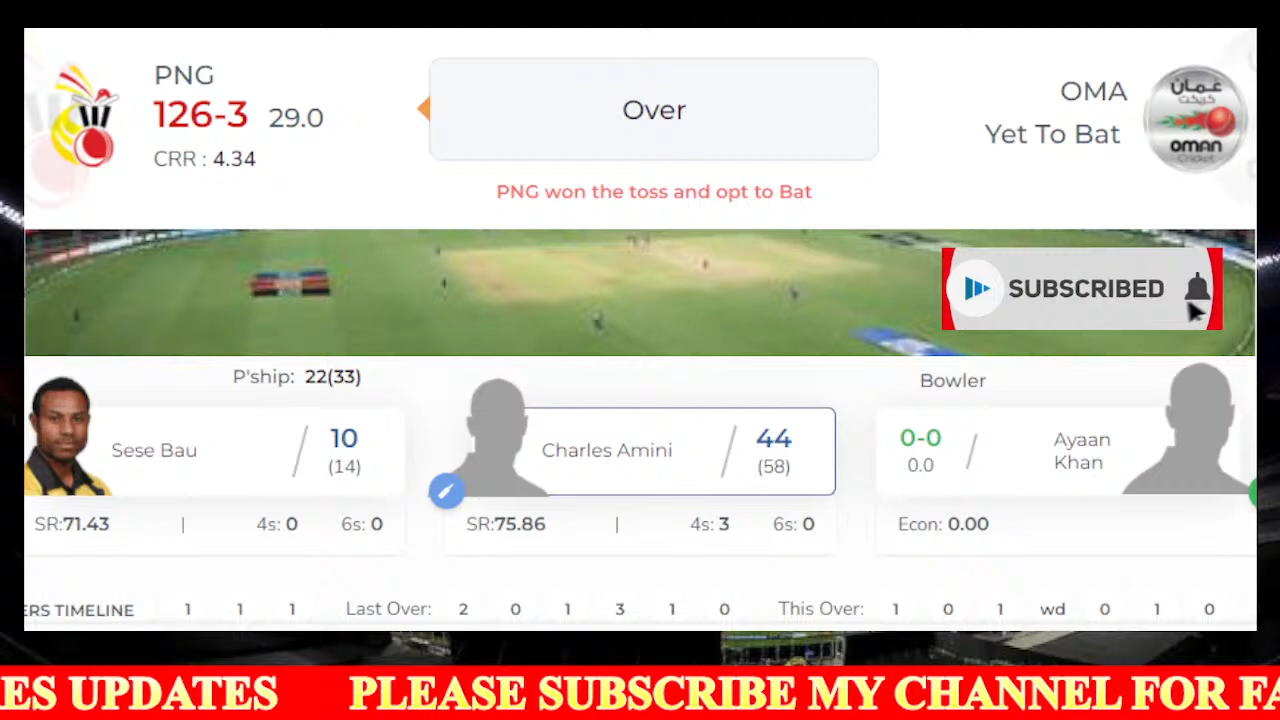 PNG
126-3 29.0
CRR : 4.34
Over
PNG won the toss and opt to Bat
OMA
Yet To Bat
عمان
كريكت
OMAN
Cricket
SUBSCRIBED
P'ship: 22(33)
Bowler
Sese Bau 10 (14)
Charles Amini 44 (58)
0-0 0.0 Ayaan Khan
SR:71.43 | 4s: 0 6s: 0
SR:75.86 | 4s: 3 6s: 0
Econ: 0.00
ERS TIMELINE 1 1 1 Last Over: 2 0 1 3 1 0 This Over: 1 0 1 wd 0 1 0
ES UPDATES PLEASE SUBSCRIBE MY CHANNEL FOR FA